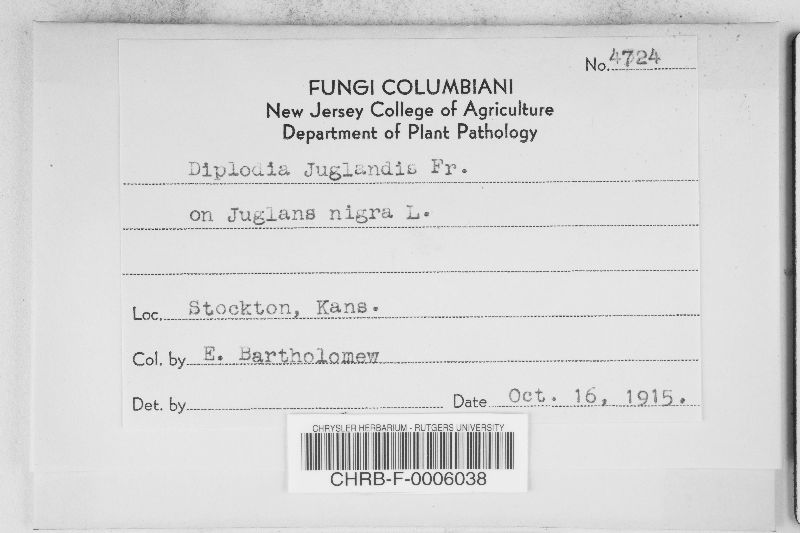 No. 4724
FUNGI COLUMBIANI
New Jersey College of Agriculture
Department of Plant Pathology
Diplodia Juglandis Fr.
on Juglans nigra L.
Loc. Stockton, Kans.
Col. by E. Bartholomew
Det. by Date Oct. 16, 1915.
CHRYSLER HERBARIUM - RUTGERS UNIVERSITY
CHRB-F-0006038